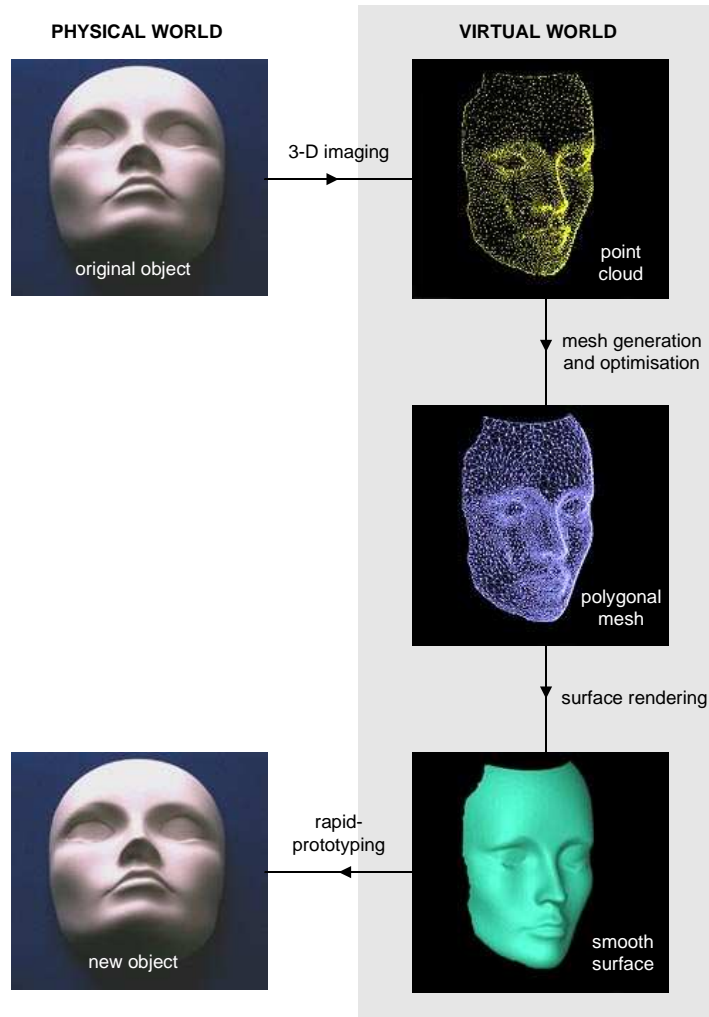 PHYSICAL WORLD
VIRTUAL WORLD
original object
3-D imaging
point
cloud
mesh generation
and optimisation
polygonal
mesh
surface rendering
smooth
surface
rapid-
prototyping
new object